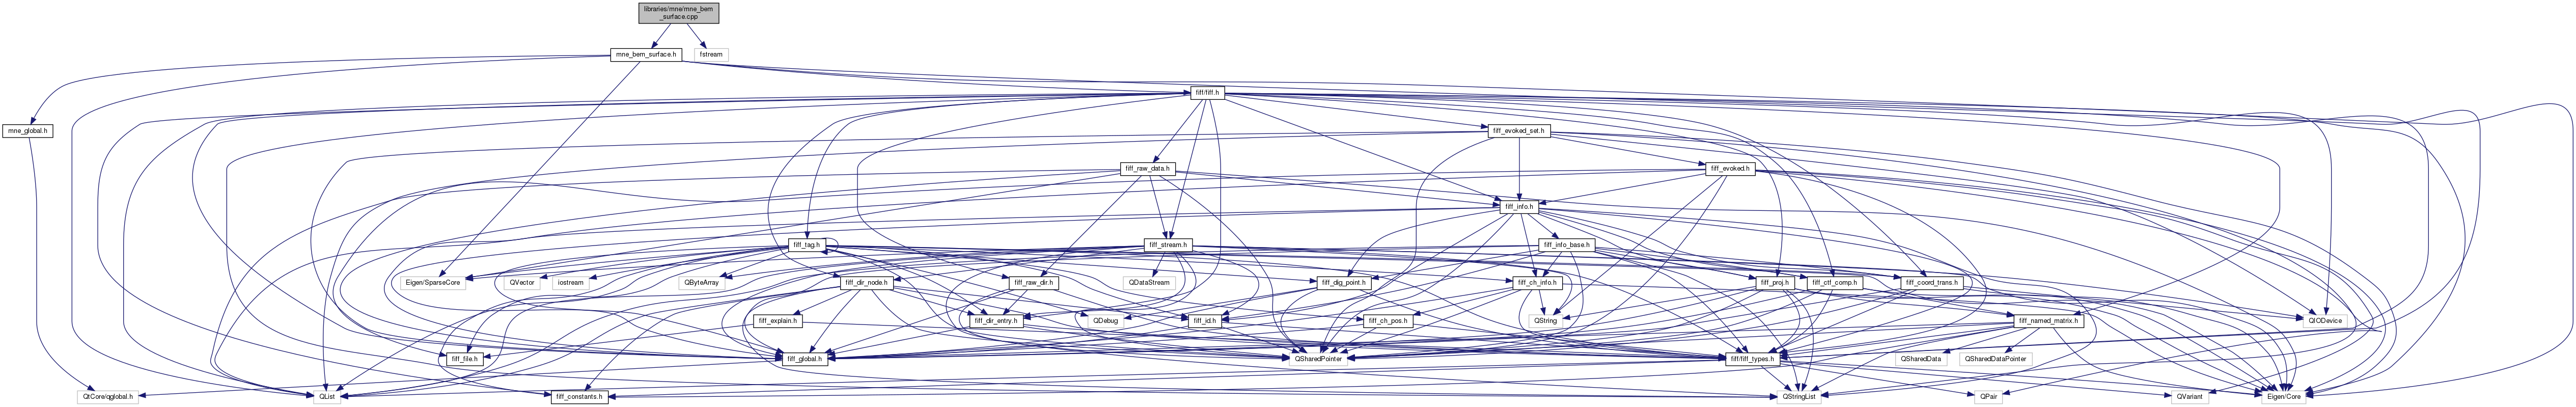 libraries/mne/mne_bem
_surface.cpp
mne_bem_surface.h
fstream
fiff/fiff.h
mne_global.h
fiff_evoked_set.h
fiff_raw_data.h
fiff_evoked.h
fiff_info.h
fiff_tag.h
fiff_stream.h
fiff_info_base.h
Eigen/SparseCore
QVector
iostream
QByteArray
fiff_dir_node.h
fiff_raw_dir.h
QDataStream
fiff_dig_point.h
fiff_ch_info.h
fiff_proj.h
fiff_ctf_comp.h
fiff_coord_trans.h
fiff_explain.h
fiff_dir_entry.h
QDebug
fiff_id.h
fiff_ch_pos.h
QString
fiff_named_matrix.h
QIODevice
fiff_file.h
fiff_global.h
QSharedPointer
fiff/fiff_types.h
QSharedData
QSharedDataPointer
QtCore/qglobal.h
QList
fiff_constants.h
QStringList
QPair
QVariant
Eigen/Core